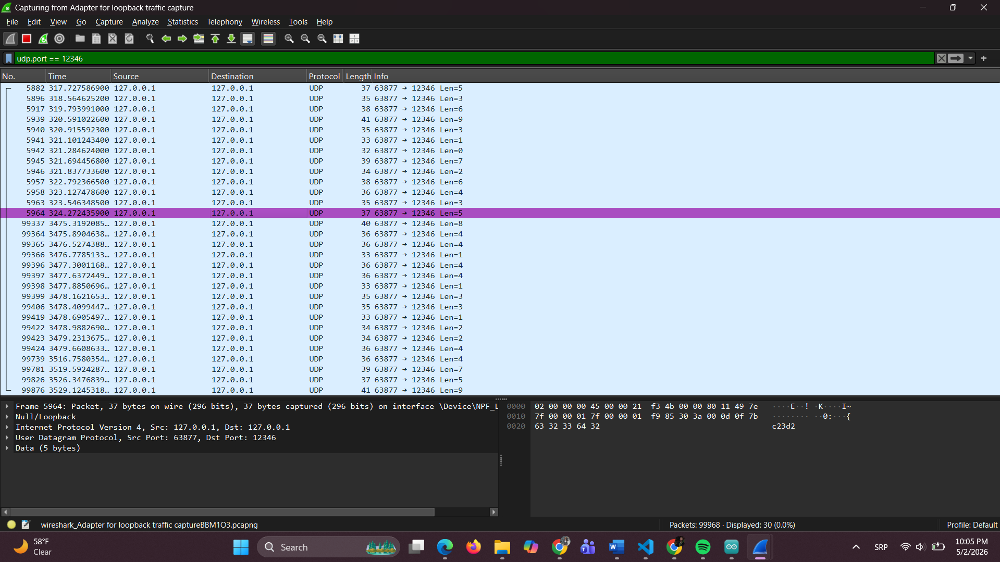 Capturing from Adapter for loopback traffic capture
File Edit View Go Capture Analyze Statistics Telephony Wireless Tools Help
udp.port == 12346
No. Time Source Destination Protocol Length Info
5882 317.727586900 127.0.0.1 127.0.0.1 UDP 37 63877 → 12346 Len=5
5896 318.564625200 127.0.0.1 127.0.0.1 UDP 35 63877 → 12346 Len=3
5917 319.793991000 127.0.0.1 127.0.0.1 UDP 38 63877 → 12346 Len=6
5939 320.591022600 127.0.0.1 127.0.0.1 UDP 41 63877 → 12346 Len=9
5940 320.915592300 127.0.0.1 127.0.0.1 UDP 35 63877 → 12346 Len=3
5941 321.101243400 127.0.0.1 127.0.0.1 UDP 33 63877 → 12346 Len=1
5942 321.284624000 127.0.0.1 127.0.0.1 UDP 32 63877 → 12346 Len=0
5945 321.694456800 127.0.0.1 127.0.0.1 UDP 39 63877 → 12346 Len=7
5946 321.837733600 127.0.0.1 127.0.0.1 UDP 34 63877 → 12346 Len=2
5957 322.792366500 127.0.0.1 127.0.0.1 UDP 38 63877 → 12346 Len=6
5958 323.127478600 127.0.0.1 127.0.0.1 UDP 36 63877 → 12346 Len=4
5963 323.546348500 127.0.0.1 127.0.0.1 UDP 35 63877 → 12346 Len=3
5964 324.272435900 127.0.0.1 127.0.0.1 UDP 37 63877 → 12346 Len=5
99337 3475.3192085… 127.0.0.1 127.0.0.1 UDP 40 63877 → 12346 Len=8
99364 3475.8904638… 127.0.0.1 127.0.0.1 UDP 36 63877 → 12346 Len=4
99365 3476.5274388… 127.0.0.1 127.0.0.1 UDP 36 63877 → 12346 Len=4
99366 3476.7785133… 127.0.0.1 127.0.0.1 UDP 33 63877 → 12346 Len=1
99396 3477.3001168… 127.0.0.1 127.0.0.1 UDP 36 63877 → 12346 Len=4
99397 3477.6372449… 127.0.0.1 127.0.0.1 UDP 36 63877 → 12346 Len=4
99398 3477.8850696… 127.0.0.1 127.0.0.1 UDP 33 63877 → 12346 Len=1
99399 3478.1621653… 127.0.0.1 127.0.0.1 UDP 35 63877 → 12346 Len=3
99406 3478.4099447… 127.0.0.1 127.0.0.1 UDP 35 63877 → 12346 Len=3
99419 3478.6905497… 127.0.0.1 127.0.0.1 UDP 33 63877 → 12346 Len=1
99422 3478.9882690… 127.0.0.1 127.0.0.1 UDP 34 63877 → 12346 Len=2
99423 3479.2313675… 127.0.0.1 127.0.0.1 UDP 34 63877 → 12346 Len=2
99424 3479.6608633… 127.0.0.1 127.0.0.1 UDP 36 63877 → 12346 Len=4
99739 3516.7580354… 127.0.0.1 127.0.0.1 UDP 36 63877 → 12346 Len=4
99781 3519.5924287… 127.0.0.1 127.0.0.1 UDP 39 63877 → 12346 Len=7
99826 3526.3476839… 127.0.0.1 127.0.0.1 UDP 37 63877 → 12346 Len=5
99876 3529.1245318… 127.0.0.1 127.0.0.1 UDP 41 63877 → 12346 Len=9
Frame 5964: Packet, 37 bytes on wire (296 bits), 37 bytes captured (296 bits) on interface \Device\NPF_L
Null/Loopback
Internet Protocol Version 4, Src: 127.0.0.1, Dst: 127.0.0.1
User Datagram Protocol, Src Port: 63877, Dst Port: 12346
Data (5 bytes)
0000 02 00 00 00 45 00 00 21 f3 4b 00 00 80 11 49 7e ····E··! ·K····I~
0010 7f 00 00 01 7f 00 00 01 f9 85 30 3a 00 0d 0f 7b ········ ··0:···{
0020 63 32 33 64 32 c23d2
wireshark_Adapter for loopback traffic captureBBM1O3.pcapng
Packets: 99968 · Displayed: 30 (0.0%)
Profile: Default
58°F
Clear
Search
SRP
10:05 PM
5/2/2026